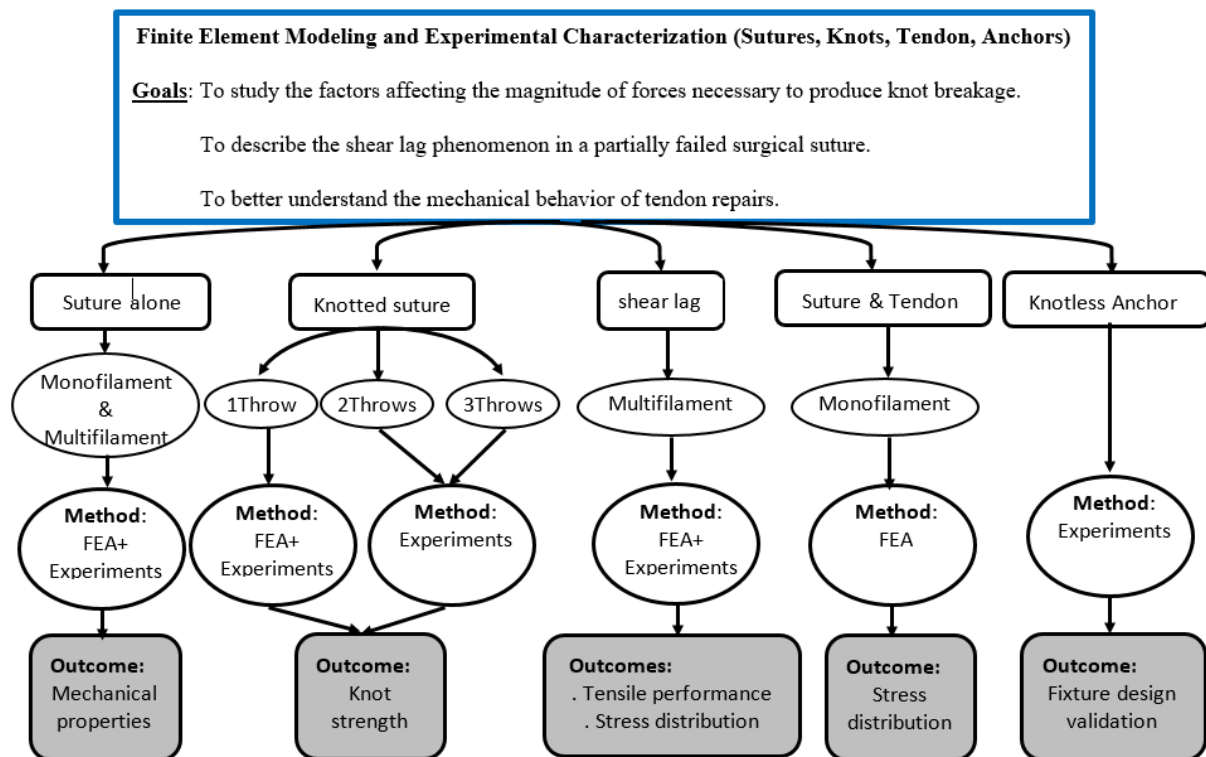 Finite Element Modeling and Experimental Characterization (Sutures, Knots, Tendon, Anchors)
Goals: To study the factors affecting the magnitude of forces necessary to produce knot breakage.
To describe the shear lag phenomenon in a partially failed surgical suture.
To better understand the mechanical behavior of tendon repairs.
Suture alone
Knotted suture
shear lag
Suture & Tendon
Knotless Anchor
Monofilament
&
Multifilament
1Throw
2Throws
3Throws
Multifilament
Monofilament
Method:
FEA+
Experiments
Method:
FEA+
Experiments
Method:
Experiments
Method:
FEA+
Experiments
Method:
FEA
Method:
Experiments
Outcome:
Mechanical
properties
Outcome:
Knot
strength
Outcomes:
. Tensile performance
. Stress distribution
Outcome:
Stress
distribution
Outcome:
Fixture design
validation